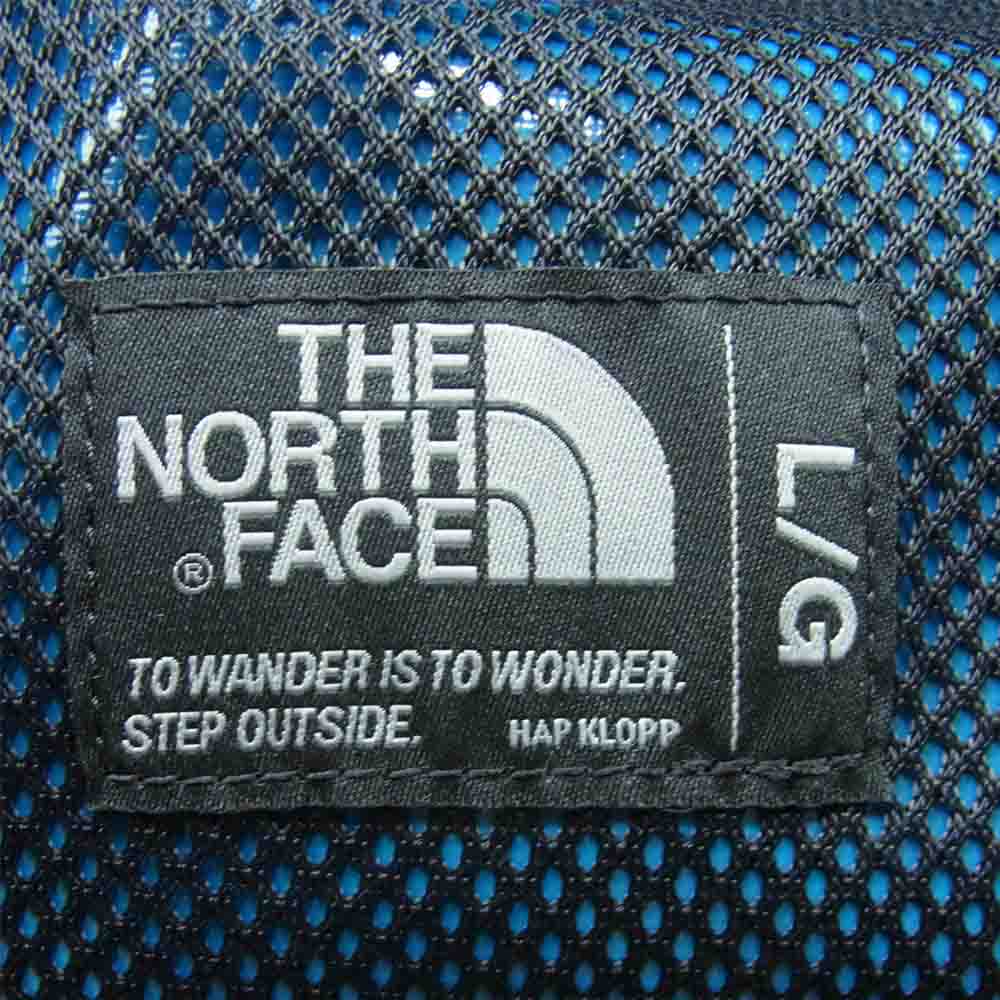 THE
NORTH
® FACE
TO WANDER IS TO WONDER.
STEP OUTSIDE. HAP KLOPP
L/G